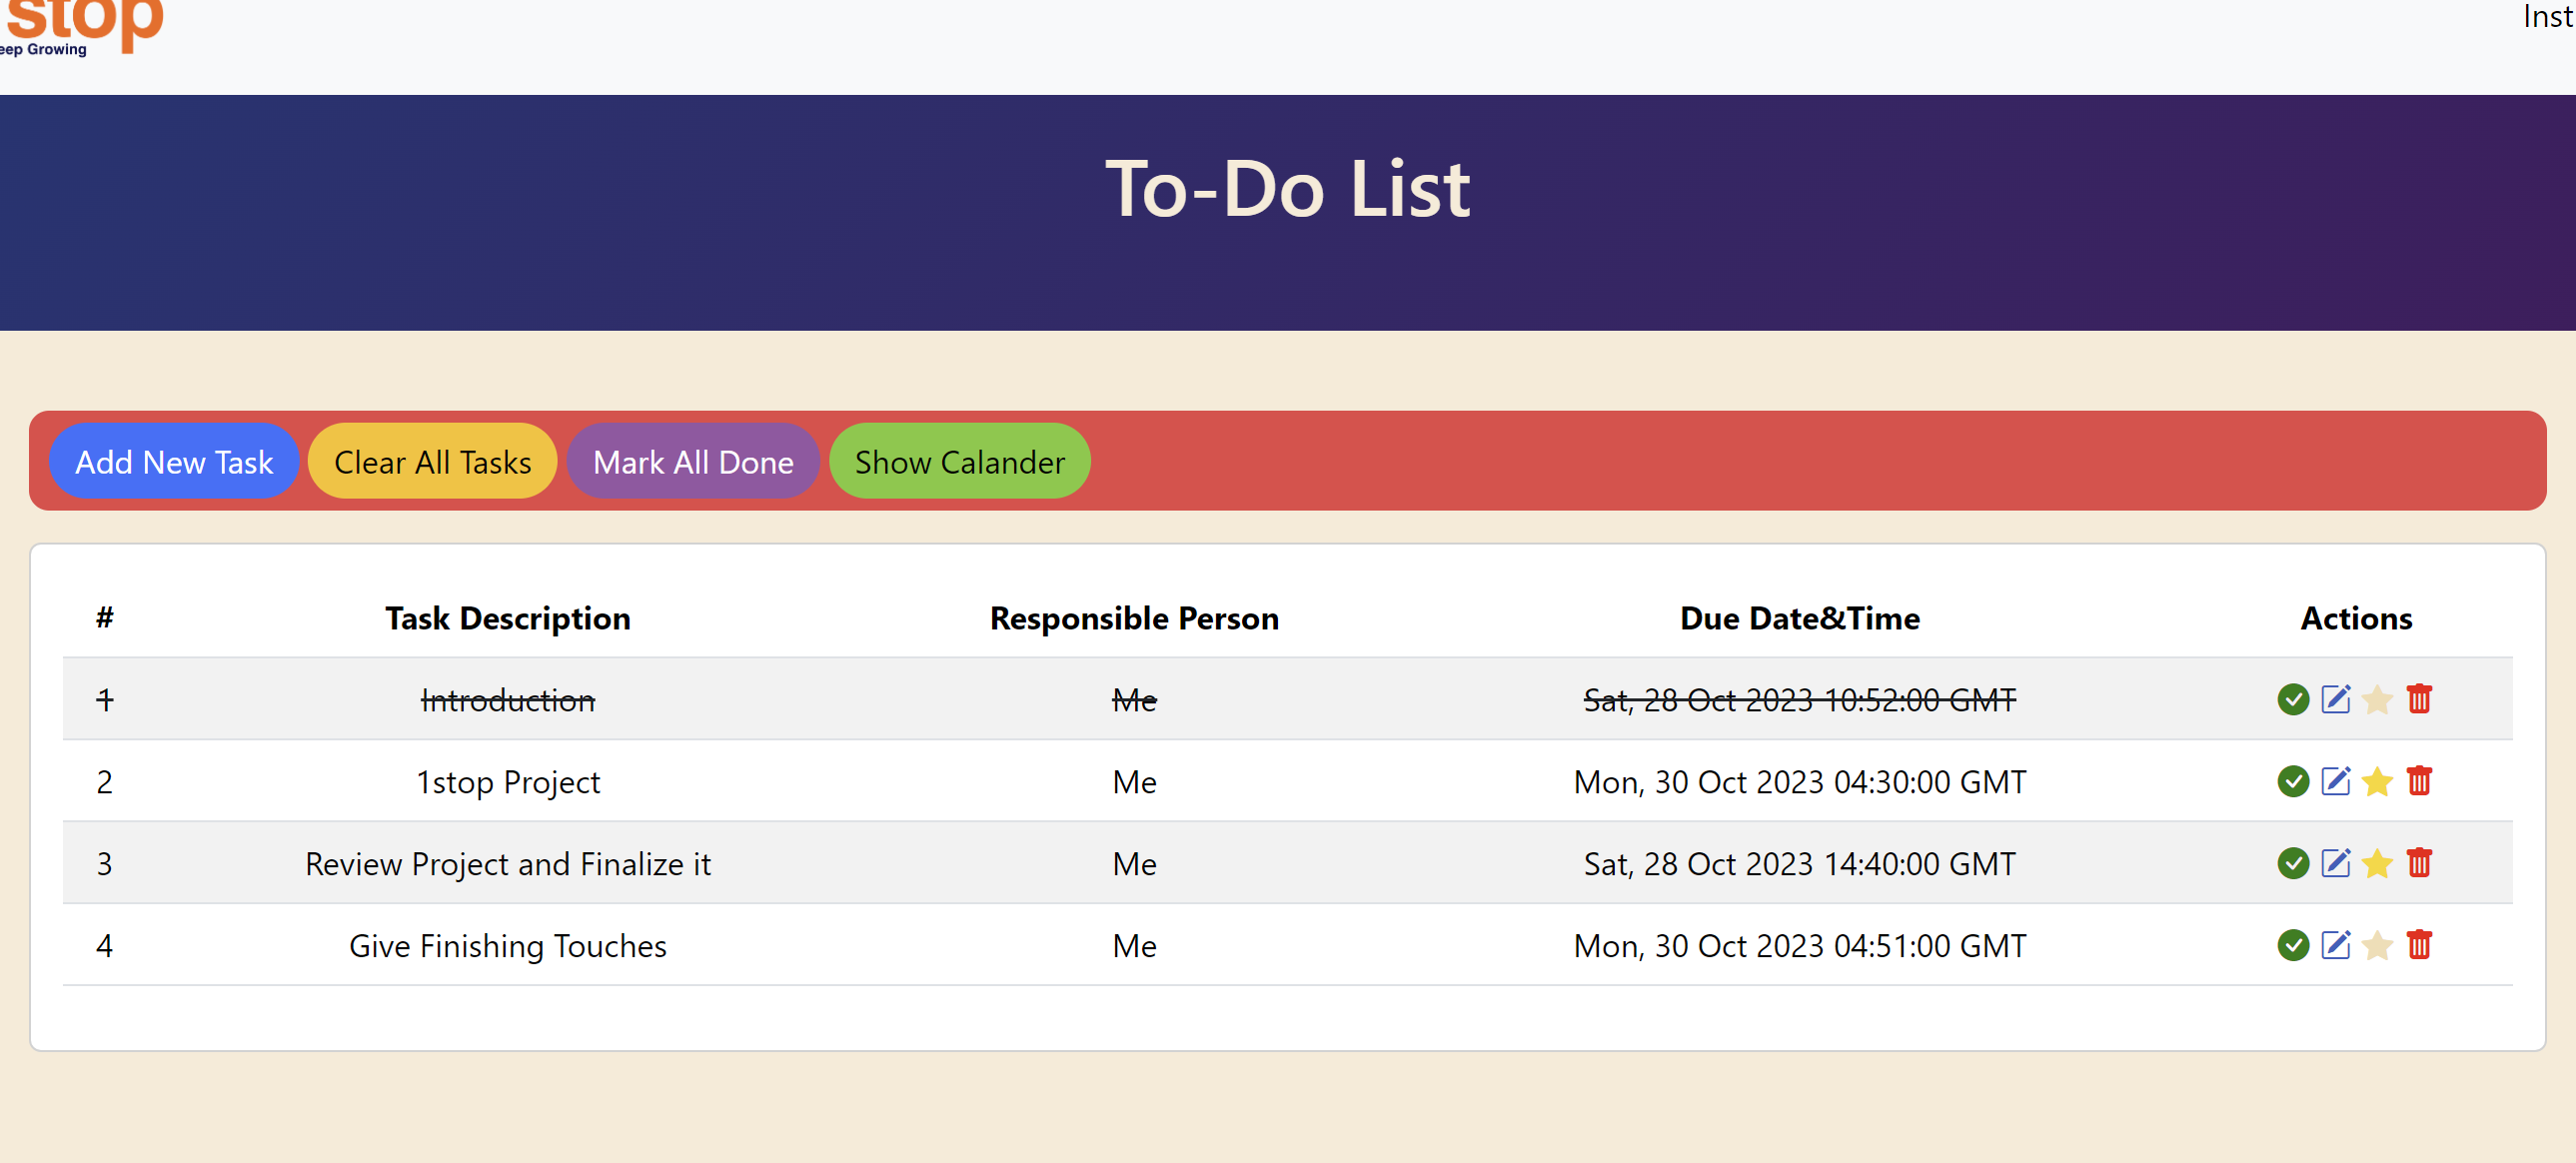 stop
eep Growing
Inst
To-Do List
Add New Task Clear All Tasks Mark All Done Show Calander
# Task Description Responsible Person Due Date&Time Actions
1 Introduction Me Sat, 28 Oct 2023 10:52:00 GMT
2 1stop Project Me Mon, 30 Oct 2023 04:30:00 GMT
3 Review Project and Finalize it Me Sat, 28 Oct 2023 14:40:00 GMT
4 Give Finishing Touches Me Mon, 30 Oct 2023 04:51:00 GMT